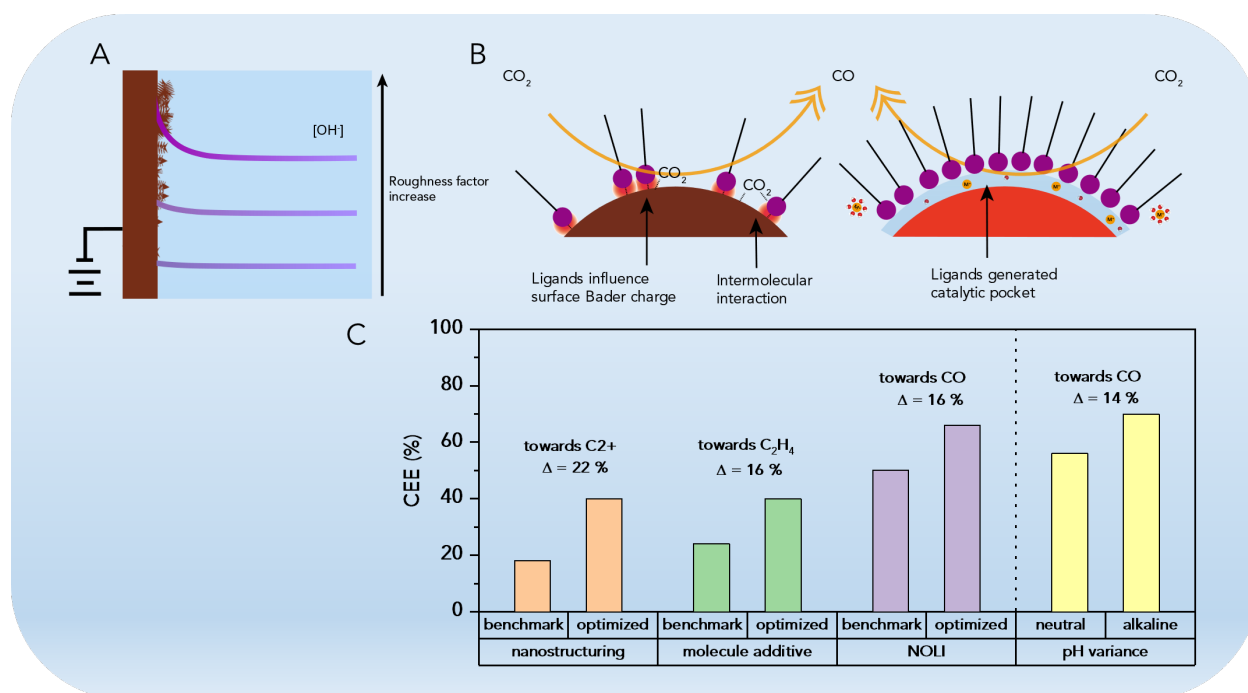 A
[OH⁻]
Roughness factor
increase
B
CO₂
CO
CO₂
CO₂
CO₂
M⁺
M⁺
M⁺
M⁺
M⁺
Ligands influence
surface Bader charge
Intermolecular
interaction
Ligands generated
catalytic pocket
C
CEE (%)
100
80
60
40
20
0
towards C2+
Δ = 22 %
towards C₂H₄
Δ = 16 %
towards CO
Δ = 16 %
towards CO
Δ = 14 %
benchmark optimized benchmark optimized benchmark optimized neutral alkaline
nanostructuring molecule additive NOLI pH variance